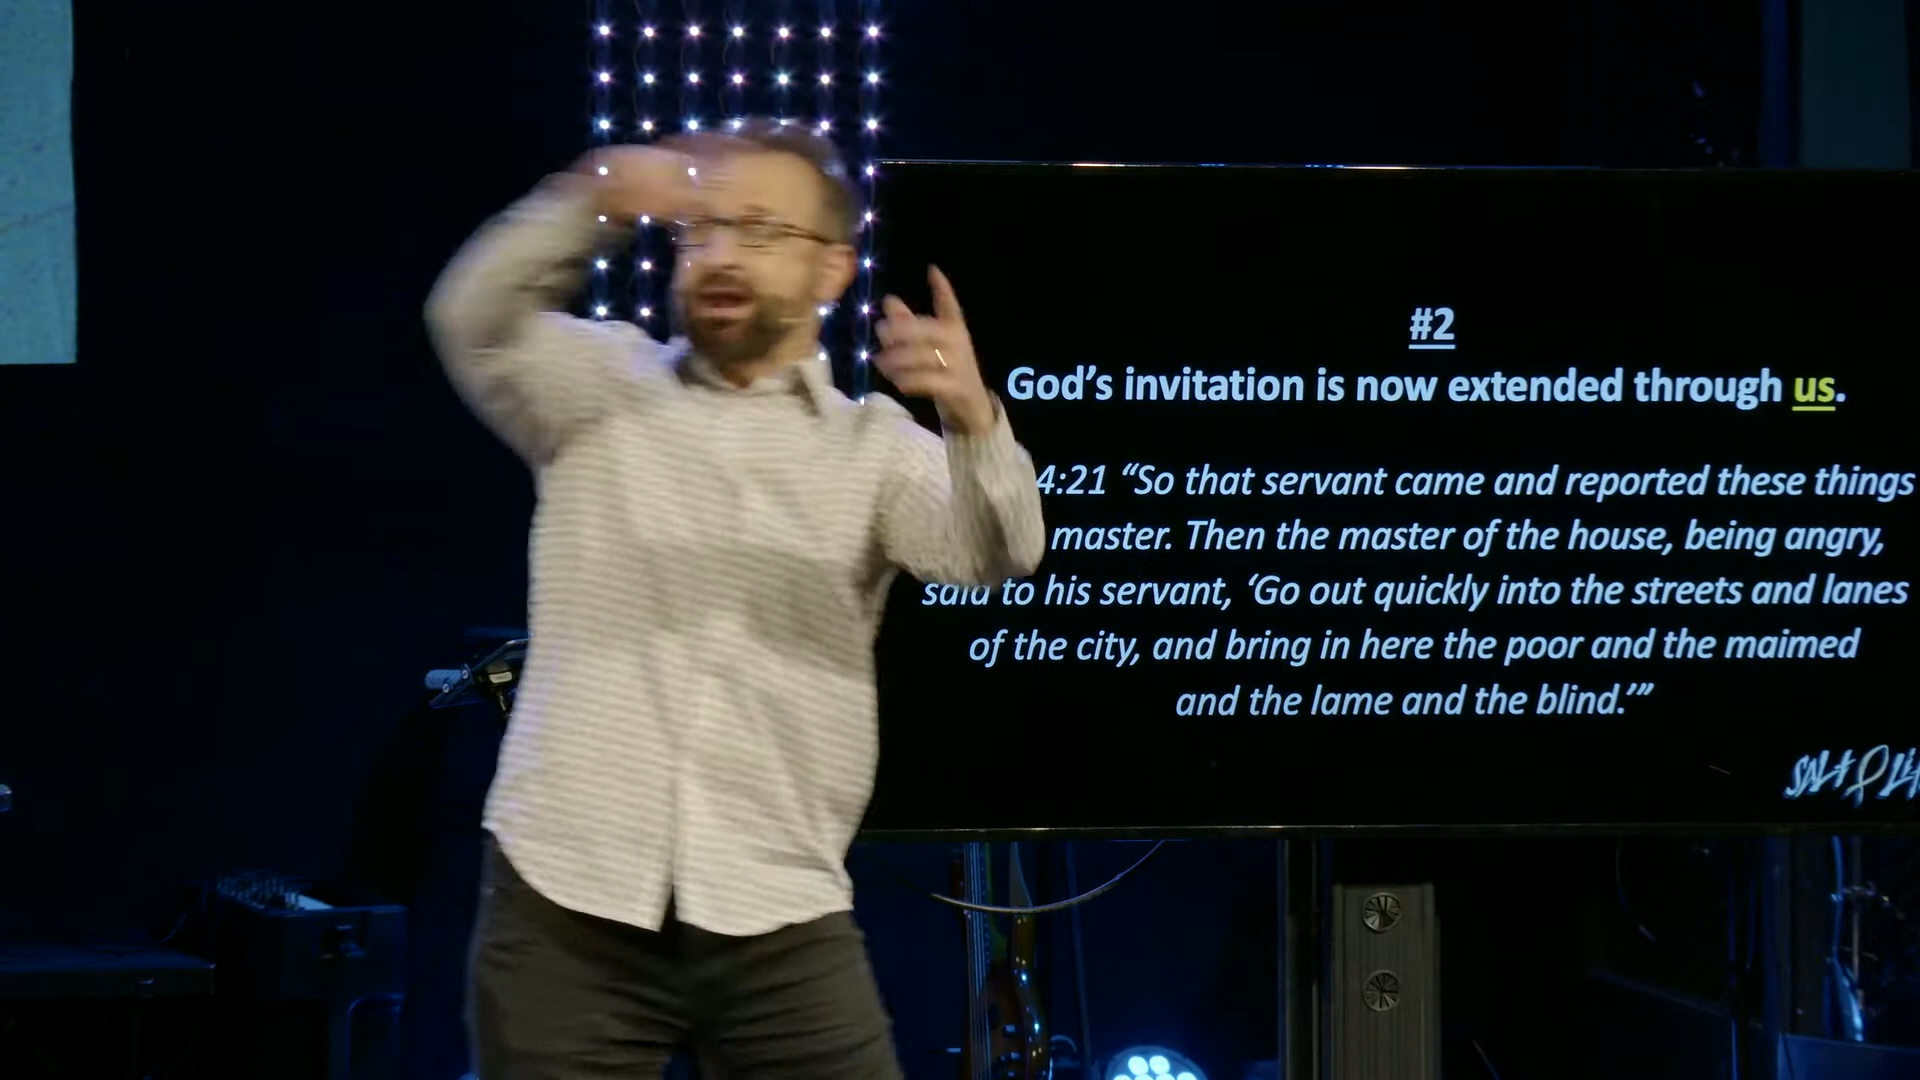 #2
God's invitation is now extended through us.
4:21 “So that servant came and reported these things
master. Then the master of the house, being angry,
said to his servant, ‘Go out quickly into the streets and lanes
of the city, and bring in here the poor and the maimed
and the lame and the blind.’”
SALT